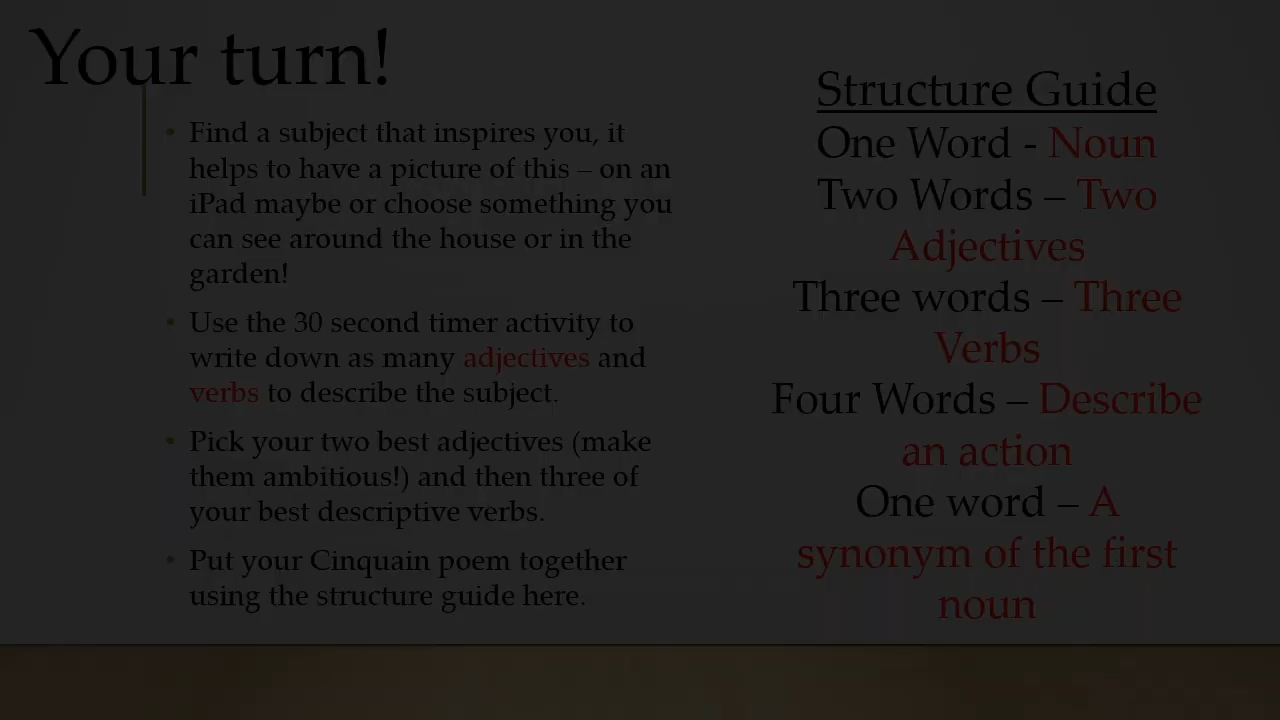 Your turn!
• Find a subject that inspires you, it
helps to have a picture of this – on an
iPad maybe or choose something you
can see around the house or in the
garden!
• Use the 30 second timer activity to
write down as many adjectives and
verbs to describe the subject.
• Pick your two best adjectives (make
them ambitious!) and then three of
your best descriptive verbs.
• Put your Cinquain poem together
using the structure guide here.
Structure Guide
One Word - Noun
Two Words – Two
Adjectives
Three words – Three
Verbs
Four Words – Describe
an action
One word – A
synonym of the first
noun